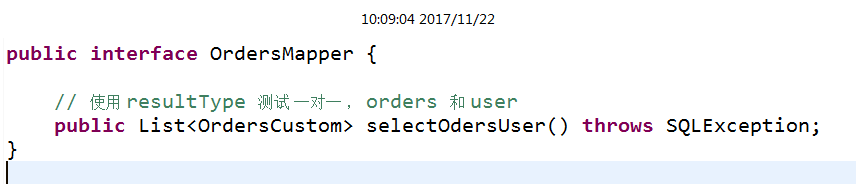 10:09:04 2017/11/22
public interface OrdersMapper {
// 使用 resultType 测试一对一，orders 和 user
public List<OrdersCustom> selectOdersUser() throws SQLException;
}